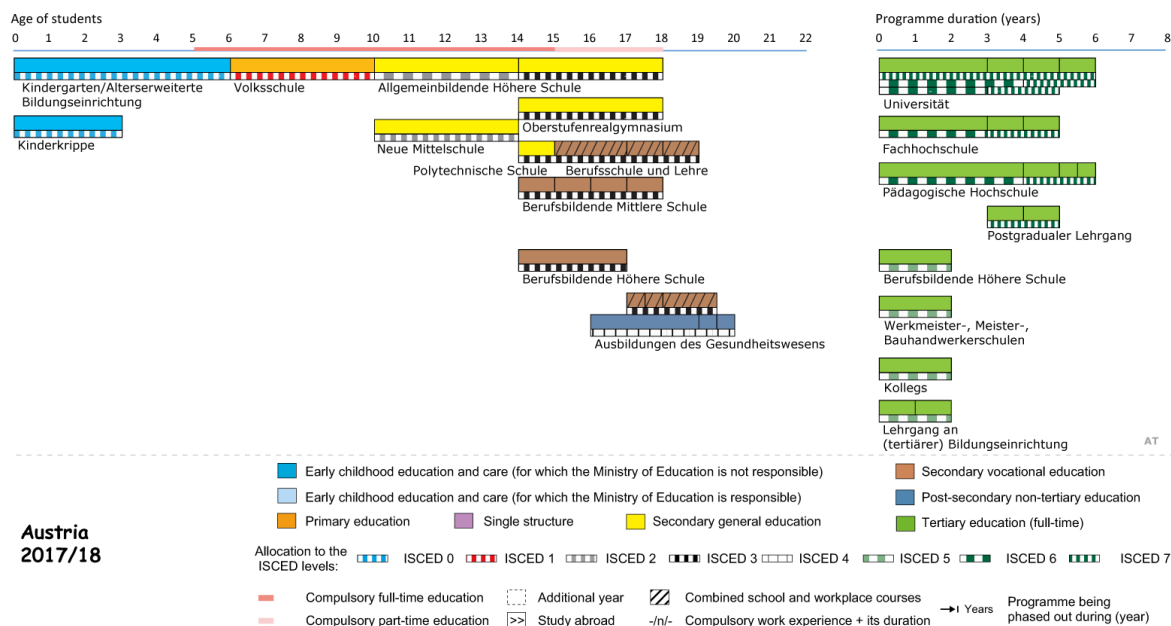 Age of students
Programme duration (years)
0 1 2 3 4 5 6 7 8 9 10 11 12 13 14 15 16 17 18 19 20 22
0 1 2 3 4 5 6 7 8
Kindergarten/Alterserweiterte
Bildungseinrichtung
Volksschule
Allgemeinbildende Höhere Schule
Universität
Oberstufenrealgymnasium
Kinderkrippe
Neue Mittelschule
Fachhochschule
Polytechnische Schule
Berufsschule und Lehre
Pädagogische Hochschule
Berufsbildende Mittlere Schule
Postgradualer Lehrgang
Berufsbildende Höhere Schule
Berufsbildende Höhere Schule
Ausbildungen des Gesundheitswesens
Werkmeister-, Meister-,
Bauhandwerkerschulen
Kollegs
Lehrgang an
(tertiärer) Bildungseinrichtung
AT
Early childhood education and care (for which the Ministry of Education is not responsible)
Secondary vocational education
Early childhood education and care (for which the Ministry of Education is responsible)
Post-secondary non-tertiary education
Primary education
Single structure
Secondary general education
Tertiary education (full-time)
Austria
2017/18
Allocation to the
ISCED levels:
ISCED 0
ISCED 1
ISCED 2
ISCED 3
ISCED 4
ISCED 5
ISCED 6
ISCED 7
Compulsory full-time education
Additional year
Combined school and workplace courses
Years
Programme being
phased out during (year)
Compulsory part-time education
>> Study abroad
-/n/- Compulsory work experience + its duration